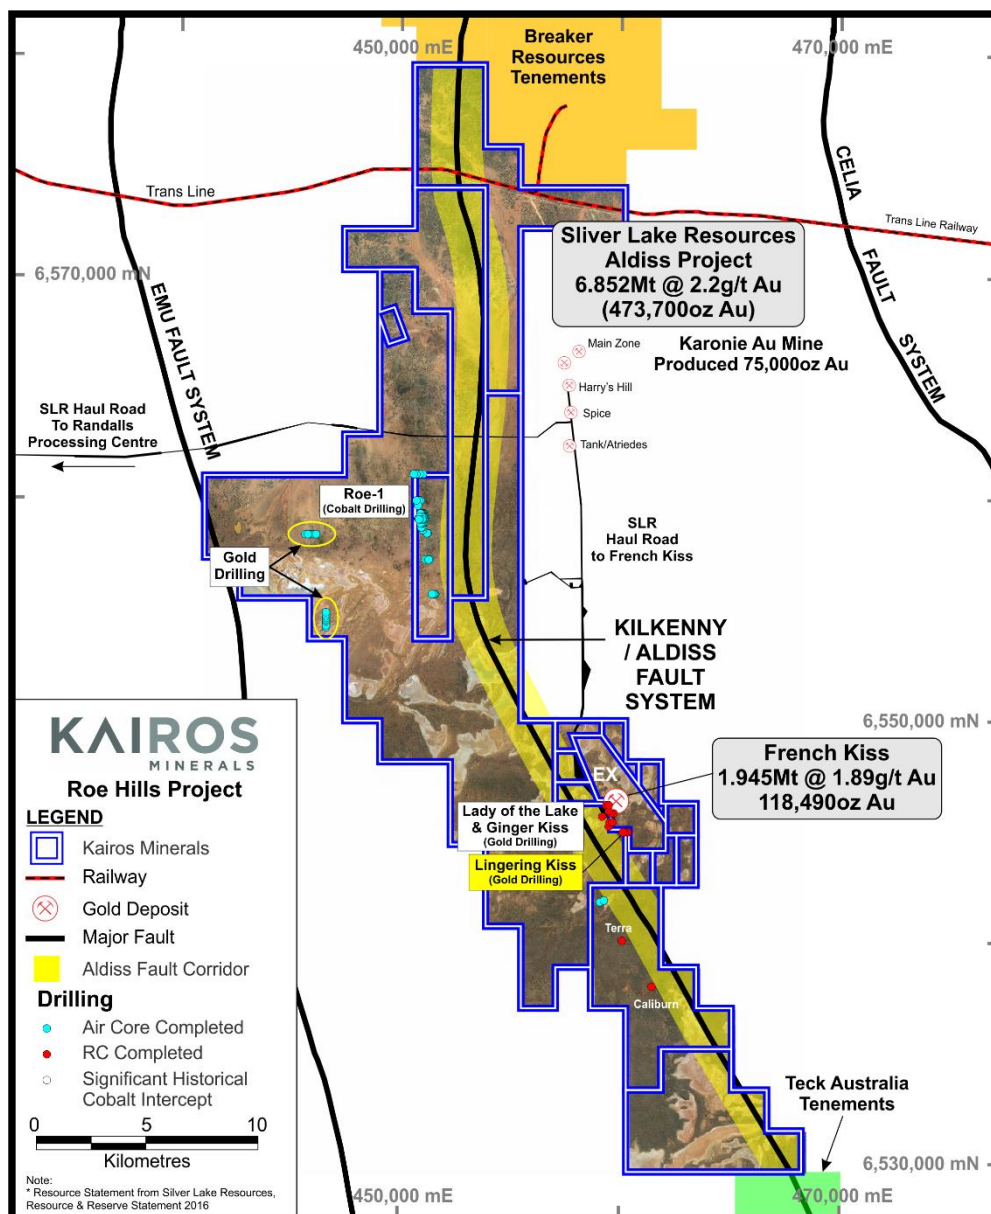 450,000 mE
470,000 mE
Breaker
Resources
Tenements
Trans Line
Trans Line Railway
CELIA
FAULT
SYSTEM
Sliver Lake Resources
Aldiss Project
6.852Mt @ 2.2g/t Au
(473,700oz Au)
6,570,000 mN
EMU FAULT SYSTEM
Main Zone
Karonie Au Mine
Produced 75,000oz Au
Harry's Hill
Spice
Tank/Atriedes
SLR Haul Road
To Randalls
Processing Centre
Roe-1
(Cobalt Drilling)
SLR
Haul Road
to French Kiss
Gold
Drilling
KILKENNY
/ ALDISS
FAULT
SYSTEM
6,550,000 mN
EX
French Kiss
1.945Mt @ 1.89g/t Au
118,490oz Au
Lady of the Lake
& Ginger Kiss
(Gold Drilling)
Lingering Kiss
(Gold Drilling)
Terra
Caliburn
Teck Australia
Tenements
6,530,000 mN
450,000 mE
470,000 mE
KAIROS
MINERALS
Roe Hills Project
LEGEND
Kairos Minerals
Railway
Gold Deposit
Major Fault
Aldiss Fault Corridor
Drilling
Air Core Completed
RC Completed
Significant Historical
Cobalt Intercept
0 5 10
Kilometres
Note:
* Resource Statement from Silver Lake Resources,
Resource & Reserve Statement 2016